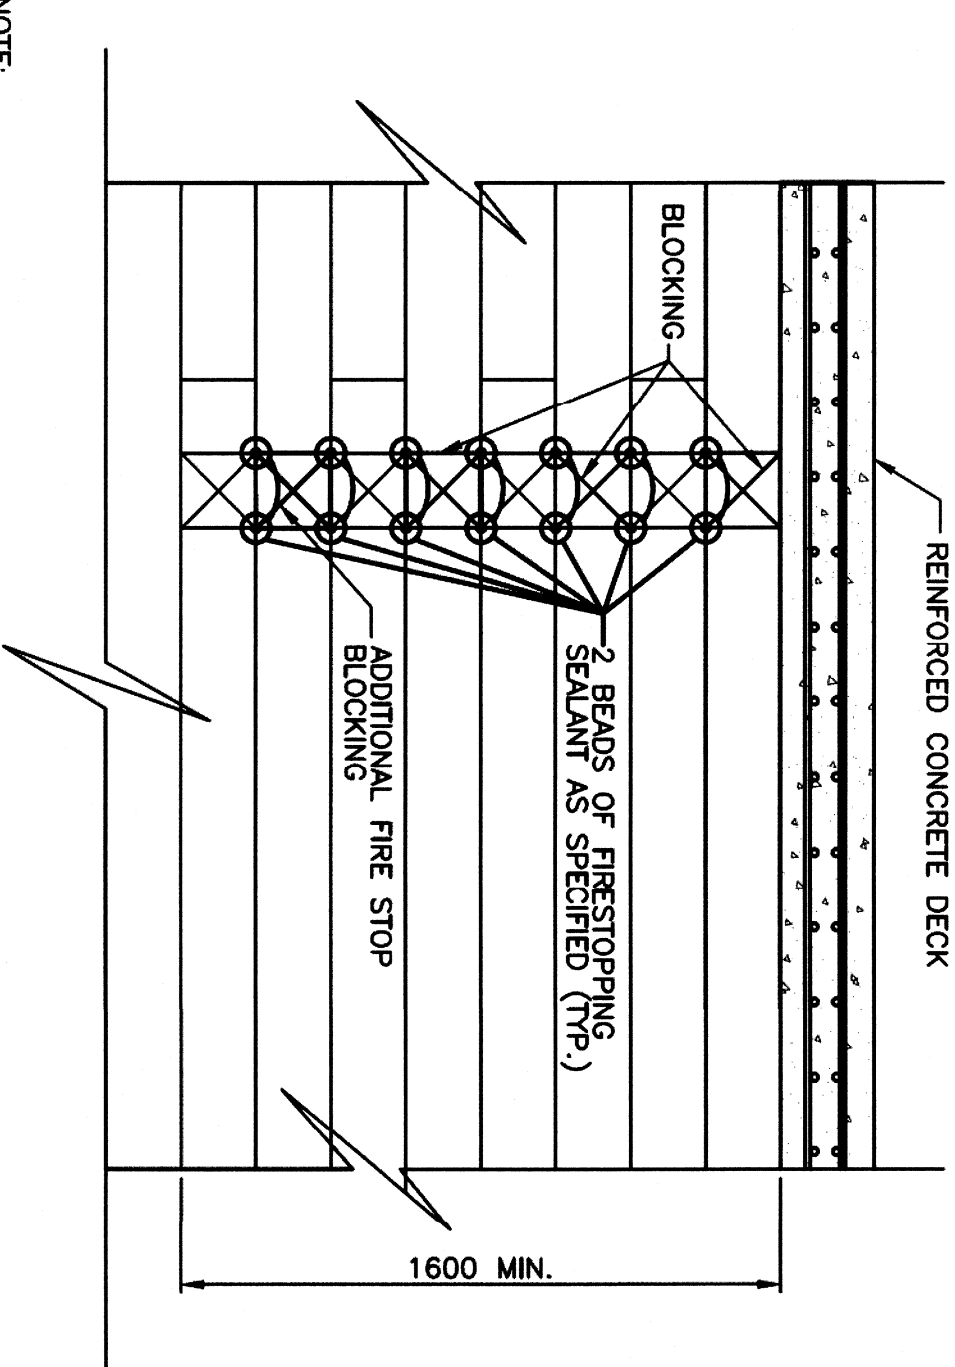 REINFORCED CONCRETE DECK
BLOCKING
2 BEADS OF FIRESTOPPING
SEALANT AS SPECIFIED (TYP.)
ADDITIONAL FIRE STOP
BLOCKING
1600 MIN.
NOTE: